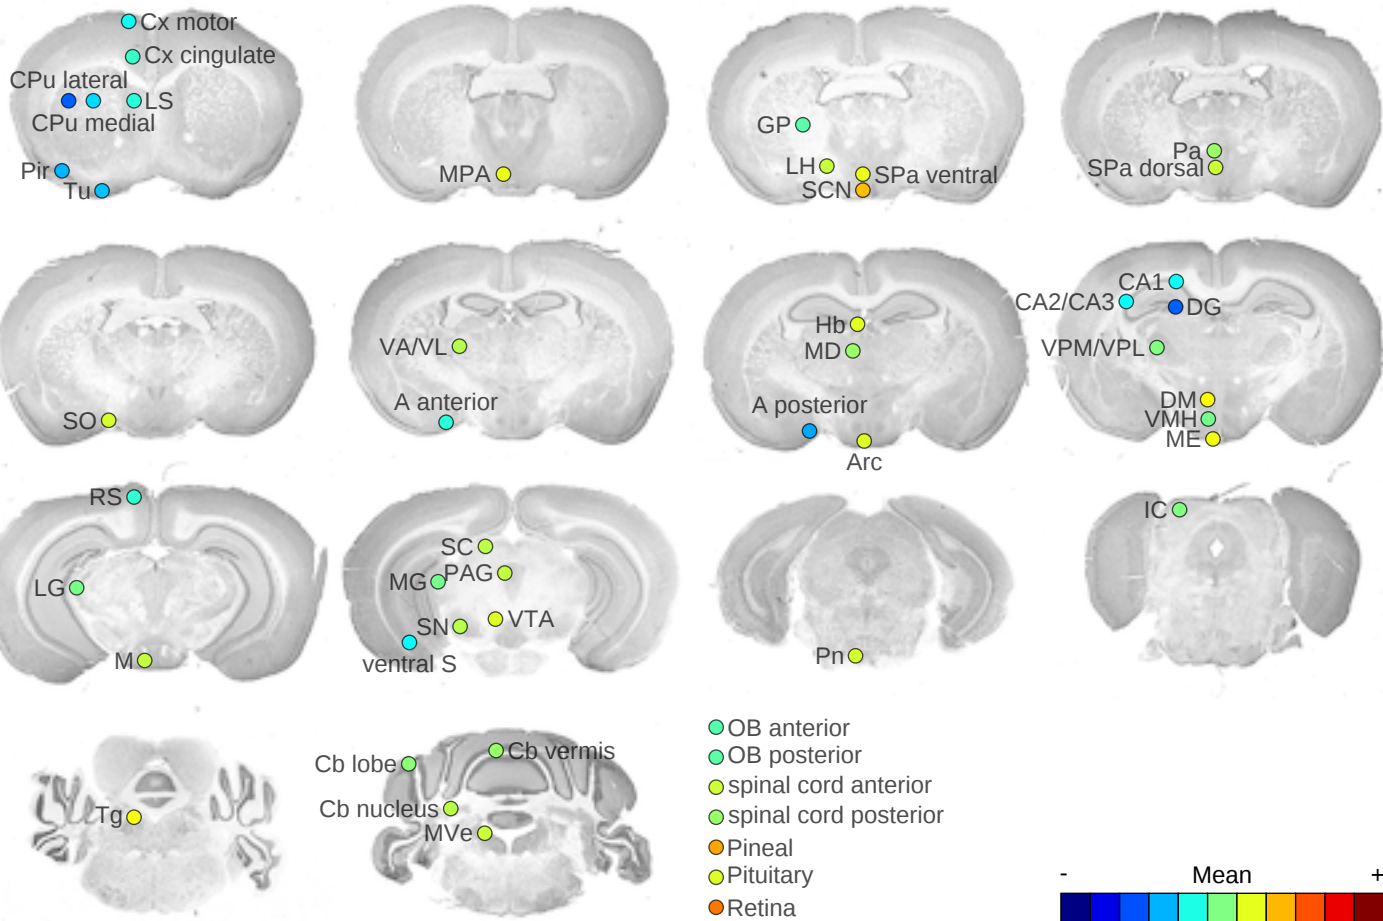 Cx motor
Cx cingulate
CPu lateral
LS
CPu medial
Pir
Tu
MPA
GP
LH
SPa ventral
SCN
Pa
SPa dorsal
SO
VA/VL
A anterior
Hb
MD
A posterior
Arc
CA1
CA2/CA3
DG
VPM/VPL
DM
VMH
ME
RS
LG
M
SC
PAG
MG
VTA
SN
ventral S
Pn
IC
Tg
Cb vermis
Cb lobe
Cb nucleus
MVe
OB anterior
OB posterior
spinal cord anterior
spinal cord posterior
Pineal
Pituitary
Retina
- Mean +